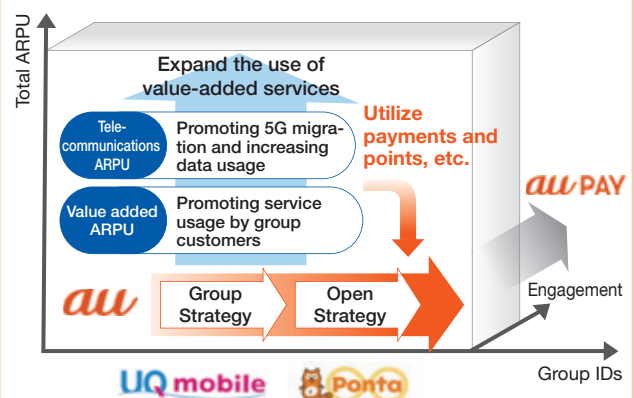 Total ARPU
Expand the use of
value-added services
Tele-
communications
ARPU
Promoting 5G migra-
tion and increasing
data usage
Utilize
payments and
points, etc.
Value added
ARPU
Promoting service
usage by group
customers
au PAY
au
Group
Strategy
Open
Strategy
Engagement
Group IDs
UQ mobile
Ponta